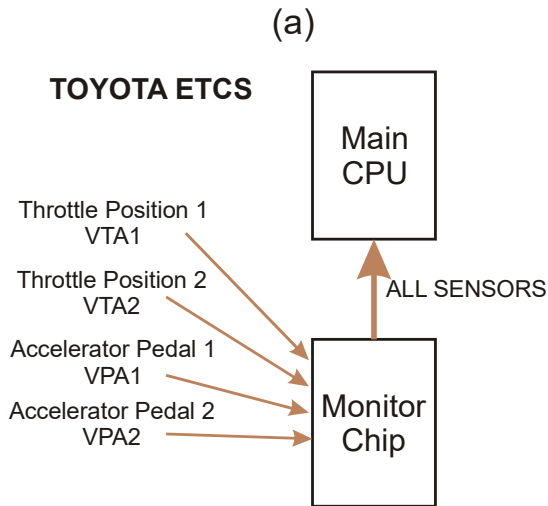 (a)
TOYOTA ETCS
Main
CPU
Throttle Position 1
VTA1
Throttle Position 2
VTA2
ALL SENSORS
Accelerator Pedal 1
VPA1
Accelerator Pedal 2
VPA2
Monitor
Chip